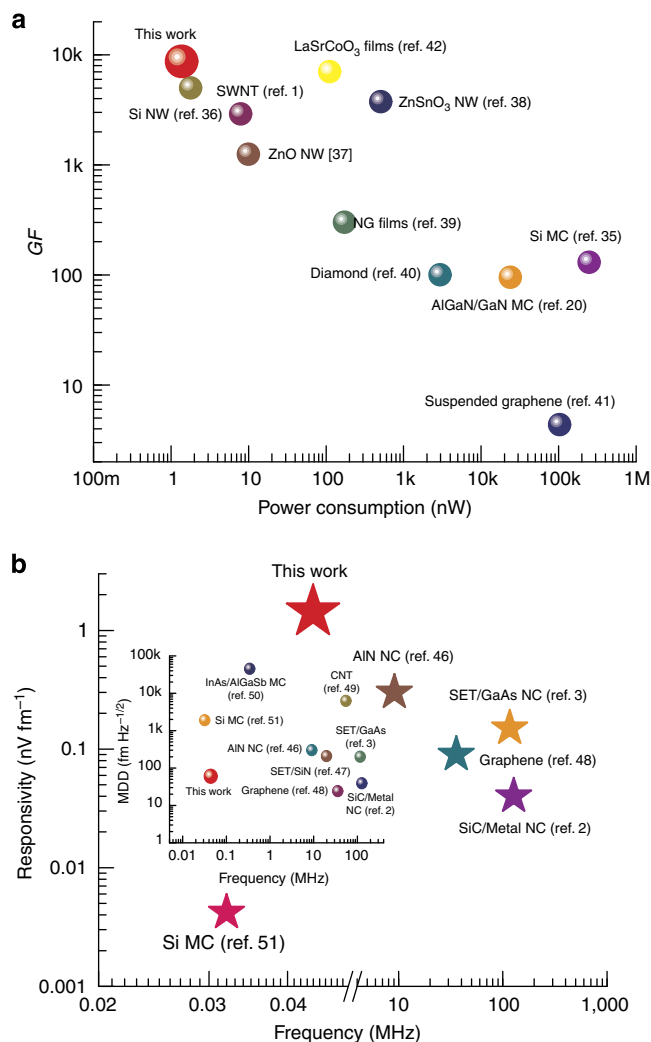 a
This work
LaSrCoO₃ films (ref. 42)
10k
SWNT (ref. 1)
ZnSnO₃ NW (ref. 38)
Si NW (ref. 36)
ZnO NW [37]
1k
GF
NG films (ref. 39)
Si MC (ref. 35)
Diamond (ref. 40)
100
AlGaN/GaN MC (ref. 20)
10
Suspended graphene (ref. 41)
100m 1 10 100 1k 10k 100k 1M
Power consumption (nW)
b
This work
1
Responsivity (nV fm⁻¹)
0.1
0.01
0.001
AlN NC (ref. 46)
SET/GaAs NC (ref. 3)
Graphene (ref. 48)
SiC/Metal NC (ref. 2)
Si MC (ref. 51)
0.02 0.03 0.04 10 100 1,000
Frequency (MHz)
100k
10k
1k
100
10
1
MDD (fm Hz⁻¹/²)
InAs/AlGaSb MC
(ref. 50)
CNT
(ref. 49)
Si MC (ref. 51)
SET/GaAs
(ref. 3)
AlN NC (ref. 46)
SET/SiN (ref. 47)
This work
Graphene (ref. 48)
SiC/Metal
NC (ref. 2)
0.01 0.1 1 10 100
Frequency (MHz)